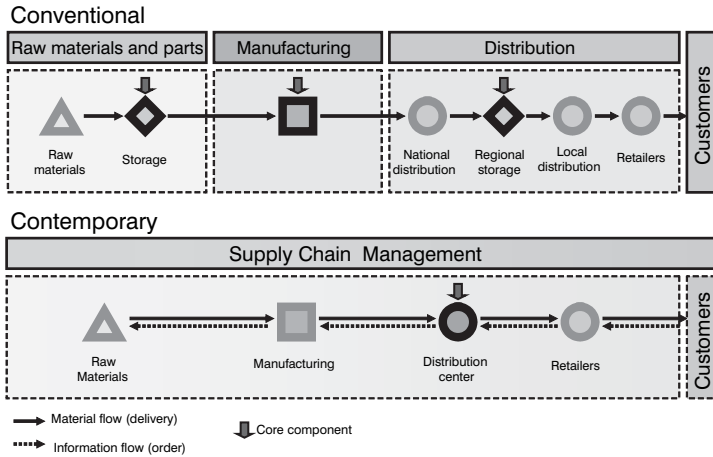 Conventional
Raw materials and parts
Manufacturing
Distribution
Customers
Raw
materials
Storage
National
distribution
Regional
storage
Local
distribution
Retailers
Contemporary
Supply Chain Management
Customers
Raw
Materials
Manufacturing
Distribution
center
Retailers
Material flow (delivery)
Core component
Information flow (order)